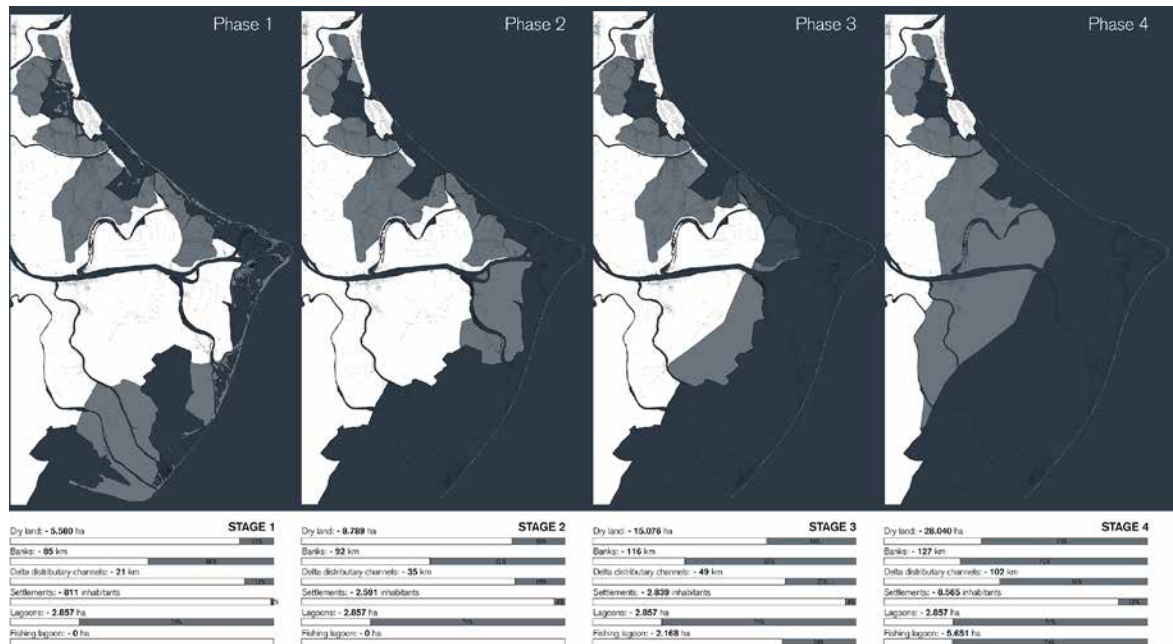 Phase 1
Phase 2
Phase 3
Phase 4
STAGE 1
Dry land: - 5.580 ha
Banks: - 85 km
Delta distributary channels: - 21 km
Settlements: - 811 inhabitants
Lagoons: - 2.857 ha
Fishing lagoon: - 0 ha
STAGE 2
Dry land: - 8.789 ha
Banks: - 92 km
Delta distributary channels: - 35 km
Settlements: - 2.591 inhabitants
Lagoons: - 2.857 ha
Fishing lagoon: - 0 ha
STAGE 3
Dry land: - 15.076 ha
Banks: - 116 km
Delta distributary channels: - 49 km
Settlements: - 2.839 inhabitants
Lagoons: - 2.857 ha
Fishing lagoon: - 2.168 ha
STAGE 4
Dry land: - 28.040 ha
Banks: - 127 km
Delta distributary channels: - 102 km
Settlements: - 8.565 inhabitants
Lagoons: - 2.857 ha
Fishing lagoon: - 5.651 ha